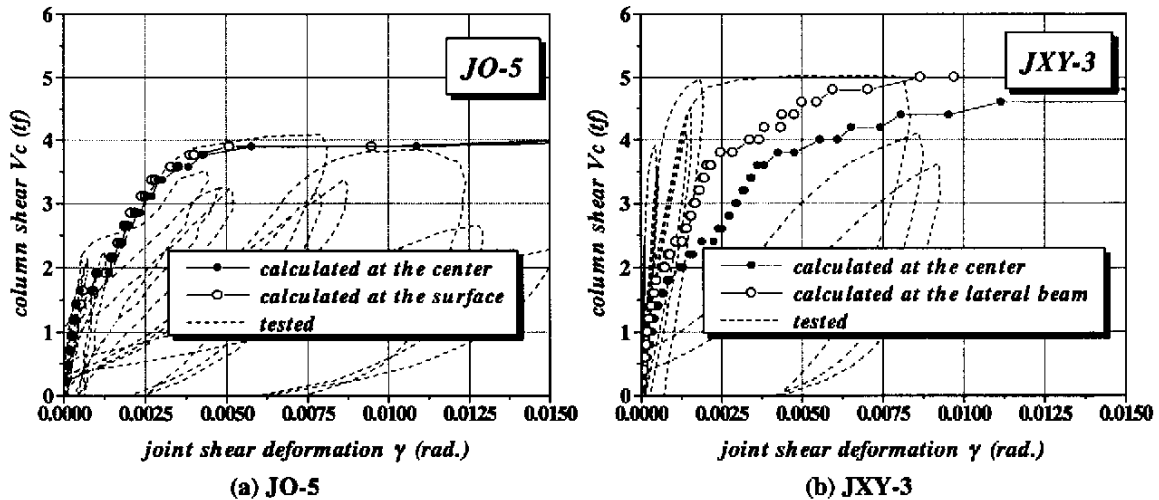 6
5
4
3
2
1
0
column shear Vc (tf)
JO-5
calculated at the center
calculated at the surface
tested
0.0000 0.0025 0.0050 0.0075 0.0100 0.0125 0.0150
joint shear deformation γ (rad.)
(a) JO-5
6
5
4
3
2
1
0
column shear Vc (tf)
JXY-3
calculated at the center
calculated at the lateral beam
tested
0.0000 0.0025 0.0050 0.0075 0.0100 0.0125 0.0150
joint shear deformation γ (rad.)
(b) JXY-3